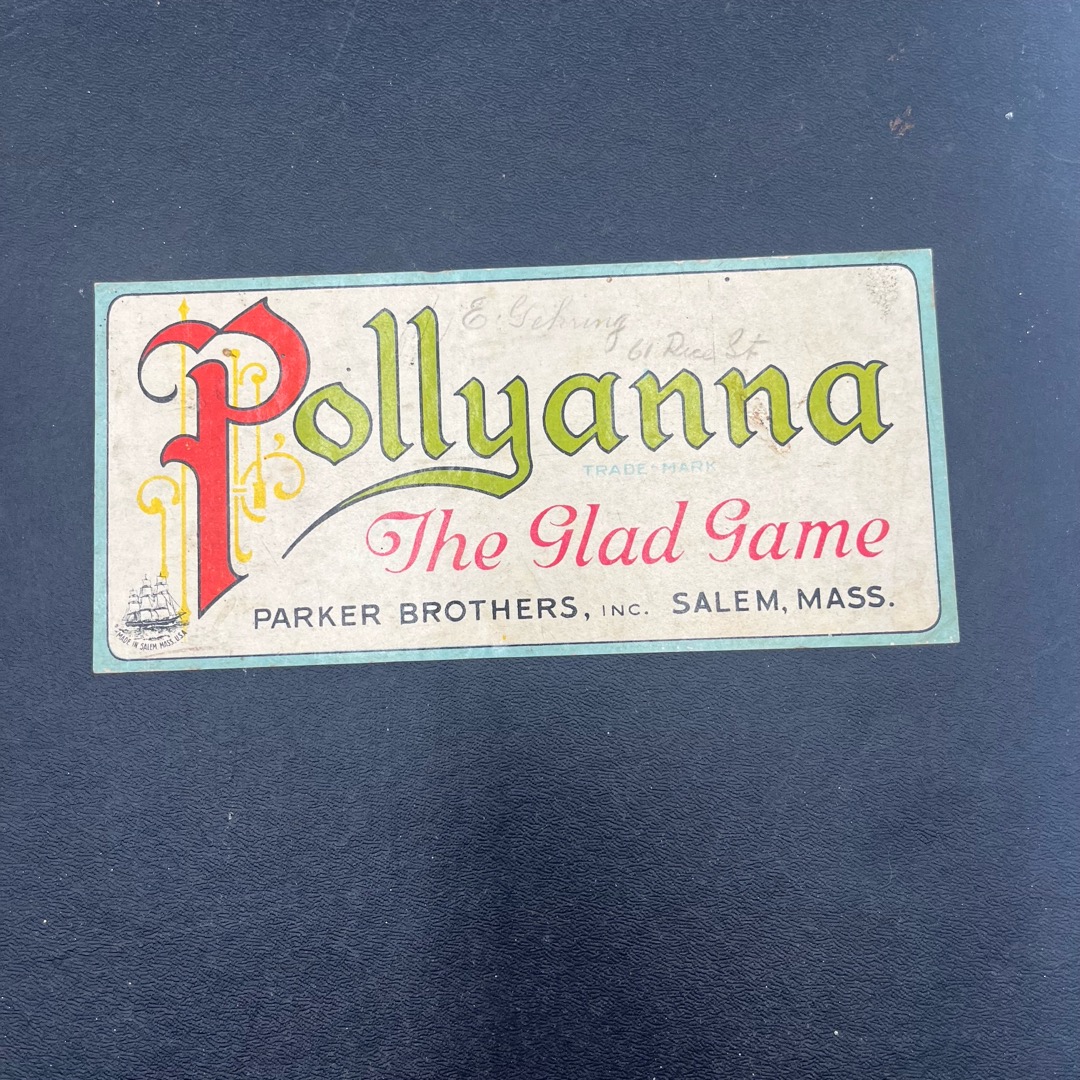 E. Gehring
61 Rice St
Pollyanna
TRADE-MARK
The Glad Game
PARKER BROTHERS, INC. SALEM, MASS.
MADE IN SALEM, MASS. U.S.A.